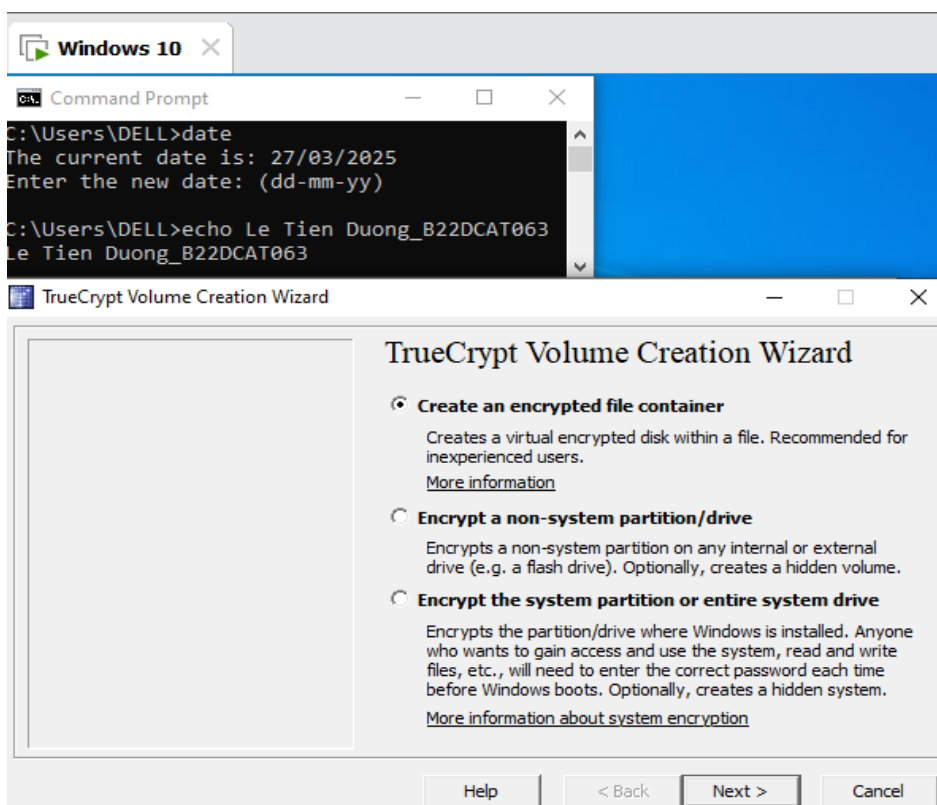 Windows 10
Command Prompt
C:\Users\DELL>date
The current date is: 27/03/2025
Enter the new date: (dd-mm-yy)
C:\Users\DELL>echo Le Tien Duong_B22DCAT063
Le Tien Duong_B22DCAT063
TrueCrypt Volume Creation Wizard
TrueCrypt Volume Creation Wizard
Create an encrypted file container
Creates a virtual encrypted disk within a file. Recommended for
inexperienced users.
More information
Encrypt a non-system partition/drive
Encrypts a non-system partition on any internal or external
drive (e.g. a flash drive). Optionally, creates a hidden volume.
Encrypt the system partition or entire system drive
Encrypts the partition/drive where Windows is installed. Anyone
who wants to gain access and use the system, read and write
files, etc., will need to enter the correct password each time
before Windows boots. Optionally, creates a hidden system.
More information about system encryption
Help < Back Next > Cancel